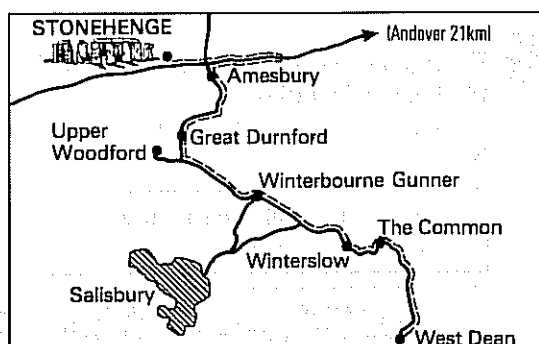 STONEHENGE
(Andover 21km)
Amesbury
Upper
Woodford
Great Durnford
Winterbourne Gunner
The Common
Winterslow
Salisbury
West Dean